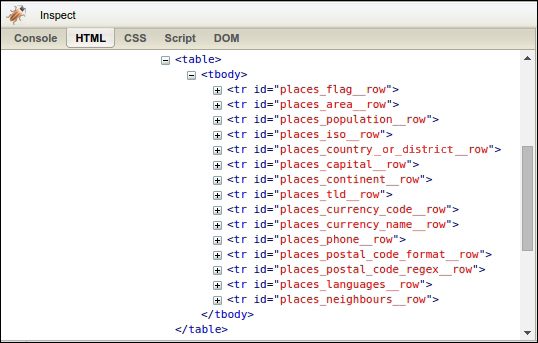 Inspect
Console HTML CSS Script DOM
<table>
<tbody>
<tr id="places_flag__row">
<tr id="places_area__row">
<tr id="places_population__row">
<tr id="places_iso__row">
<tr id="places_country_or_district__row">
<tr id="places_capital__row">
<tr id="places_continent__row">
<tr id="places_tld__row">
<tr id="places_currency_code__row">
<tr id="places_currency_name__row">
<tr id="places_phone__row">
<tr id="places_postal_code_format__row">
<tr id="places_postal_code_regex__row">
<tr id="places_languages__row">
<tr id="places_neighbours__row">
</tbody>
</table>